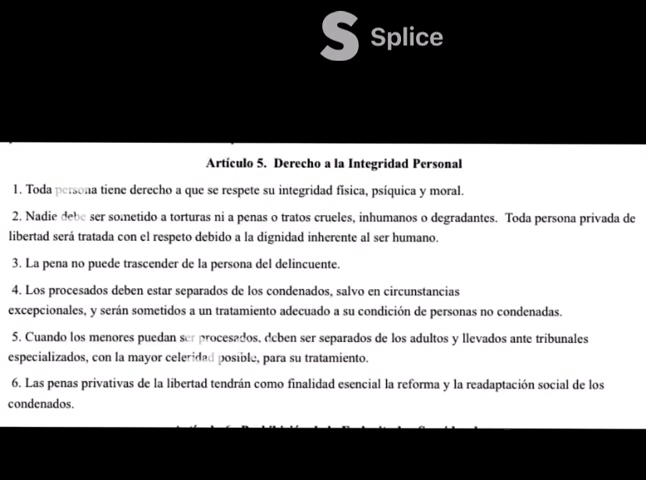 S Splice
Artículo 5. Derecho a la Integridad Personal
1. Toda persona tiene derecho a que se respete su integridad física, psíquica y moral.
2. Nadie debe ser sometido a torturas ni a penas o tratos crueles, inhumanos o degradantes. Toda persona privada de
libertad será tratada con el respeto debido a la dignidad inherente al ser humano.
3. La pena no puede trascender de la persona del delincuente.
4. Los procesados deben estar separados de los condenados, salvo en circunstancias
excepcionales, y serán sometidos a un tratamiento adecuado a su condición de personas no condenadas.
5. Cuando los menores puedan ser procesados, deben ser separados de los adultos y llevados ante tribunales
especializados, con la mayor celeridad posible, para su tratamiento.
6. Las penas privativas de la libertad tendrán como finalidad esencial la reforma y la readaptación social de los
condenados.